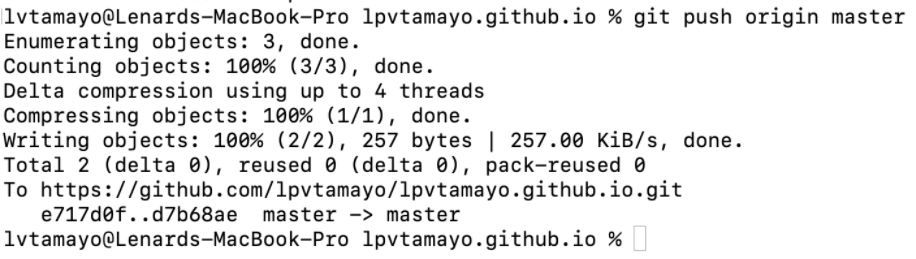 lvtamayo@Lenards-MacBook-Pro lpvtamayo.github.io % git push origin master
Enumerating objects: 3, done.
Counting objects: 100% (3/3), done.
Delta compression using up to 4 threads
Compressing objects: 100% (1/1), done.
Writing objects: 100% (2/2), 257 bytes | 257.00 KiB/s, done.
Total 2 (delta 0), reused 0 (delta 0), pack-reused 0
To https://github.com/lpvtamayo/lpvtamayo.github.io.git
   e717d0f..d7b68ae  master -> master
lvtamayo@Lenards-MacBook-Pro lpvtamayo.github.io %